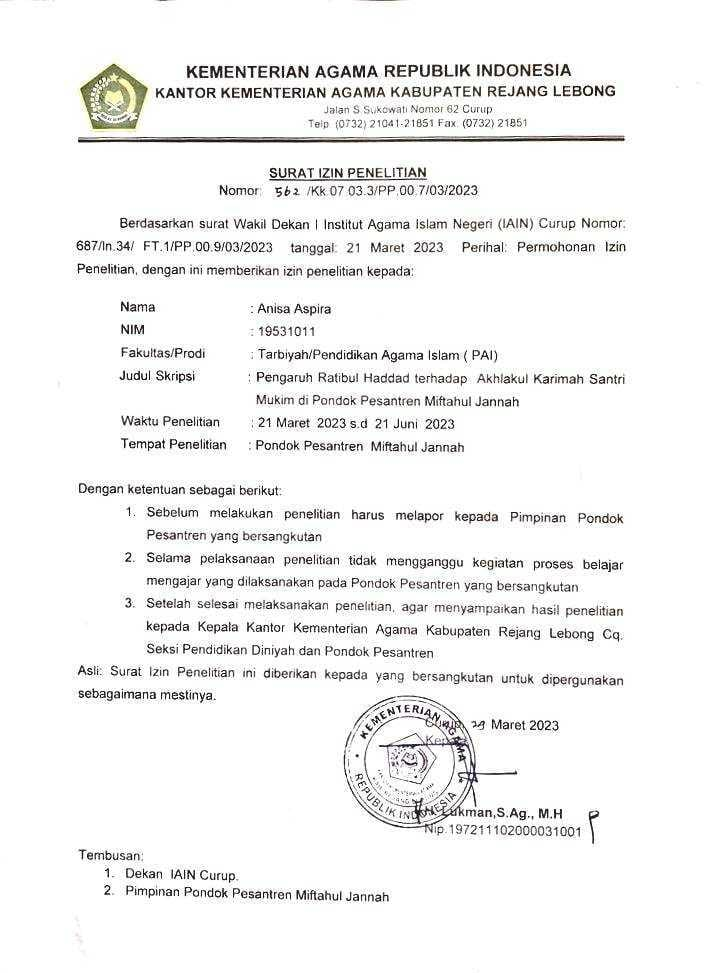 KEMENTERIAN AGAMA REPUBLIK INDONESIA
KANTOR KEMENTERIAN AGAMA KABUPATEN REJANG LEBONG
Jalan S.Sukowati Nomor 62 Curup
Telp. (0732) 21041-21851 Fax. (0732) 21851
SURAT IZIN PENELITIAN
Nomor: 562 /Kk.07.03.3/PP.00.7/03/2023
Berdasarkan surat Wakil Dekan I Institut Agama Islam Negeri (IAIN) Curup Nomor:
687/In.34/ FT.1/PP.00.9/03/2023 tanggal: 21 Maret 2023 Perihal: Permohonan Izin
Penelitian, dengan ini memberikan izin penelitian kepada:
Nama : Anisa Aspira
NIM : 19531011
Fakultas/Prodi : Tarbiyah/Pendidikan Agama Islam ( PAI)
Judul Skripsi : Pengaruh Ratibul Haddad terhadap Akhlakul Karimah Santri
Mukim di Pondok Pesantren Miftahul Jannah
Waktu Penelitian : 21 Maret 2023 s.d 21 Juni 2023
Tempat Penelitian : Pondok Pesantren Miftahul Jannah
Dengan ketentuan sebagai berikut:
1. Sebelum melakukan penelitian harus melapor kepada Pimpinan Pondok
Pesantren yang bersangkutan
2. Selama pelaksanaan penelitian tidak mengganggu kegiatan proses belajar
mengajar yang dilaksanakan pada Pondok Pesantren yang bersangkutan
3. Setelah selesai melaksanakan penelitian, agar menyampaikan hasil penelitian
kepada Kepala Kantor Kementerian Agama Kabupaten Rejang Lebong Cq.
Seksi Pendidikan Diniyah dan Pondok Pesantren
Asli: Surat Izin Penelitian ini diberikan kepada yang bersangkutan untuk dipergunakan
sebagaimana mestinya.
Maret 2023
KEMENTERIAN AGAMA
REPUBLIK INDONESIA
Lukman,S.Ag., M.H
Nip.197211102000031001
Tembusan:
1. Dekan IAIN Curup.
2. Pimpinan Pondok Pesantren Miftahul Jannah